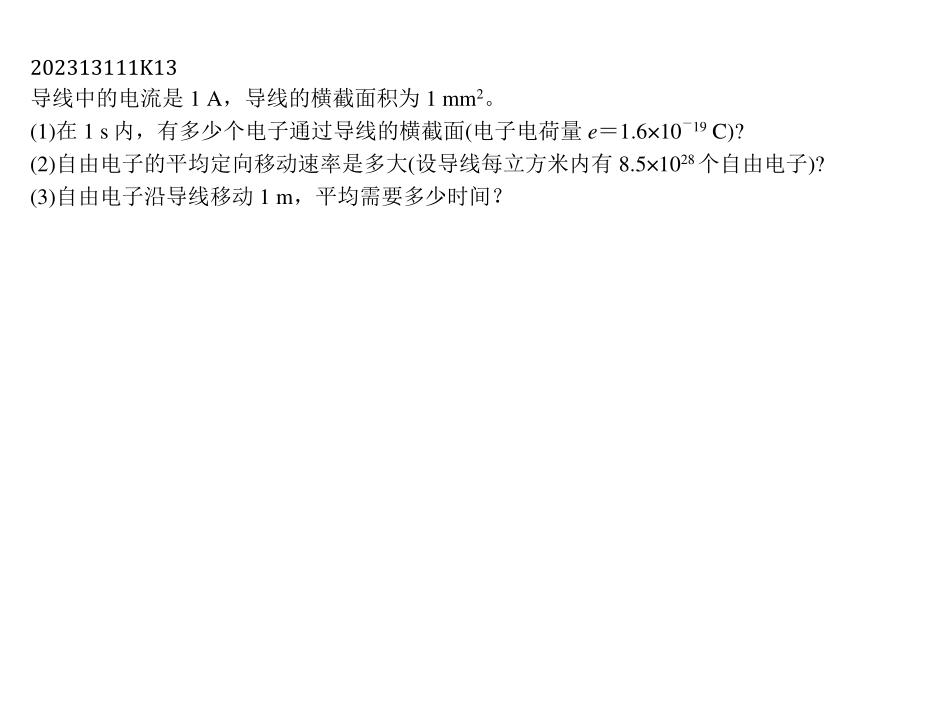 202313111K13
导线中的电流是 1 A，导线的横截面积为 1 mm²。
(1)在 1 s 内，有多少个电子通过导线的横截面(电子电荷量 e＝1.6×10⁻¹⁹ C)?
(2)自由电子的平均定向移动速率是多大(设导线每立方米内有 8.5×10²⁸ 个自由电子)?
(3)自由电子沿导线移动 1 m，平均需要多少时间？